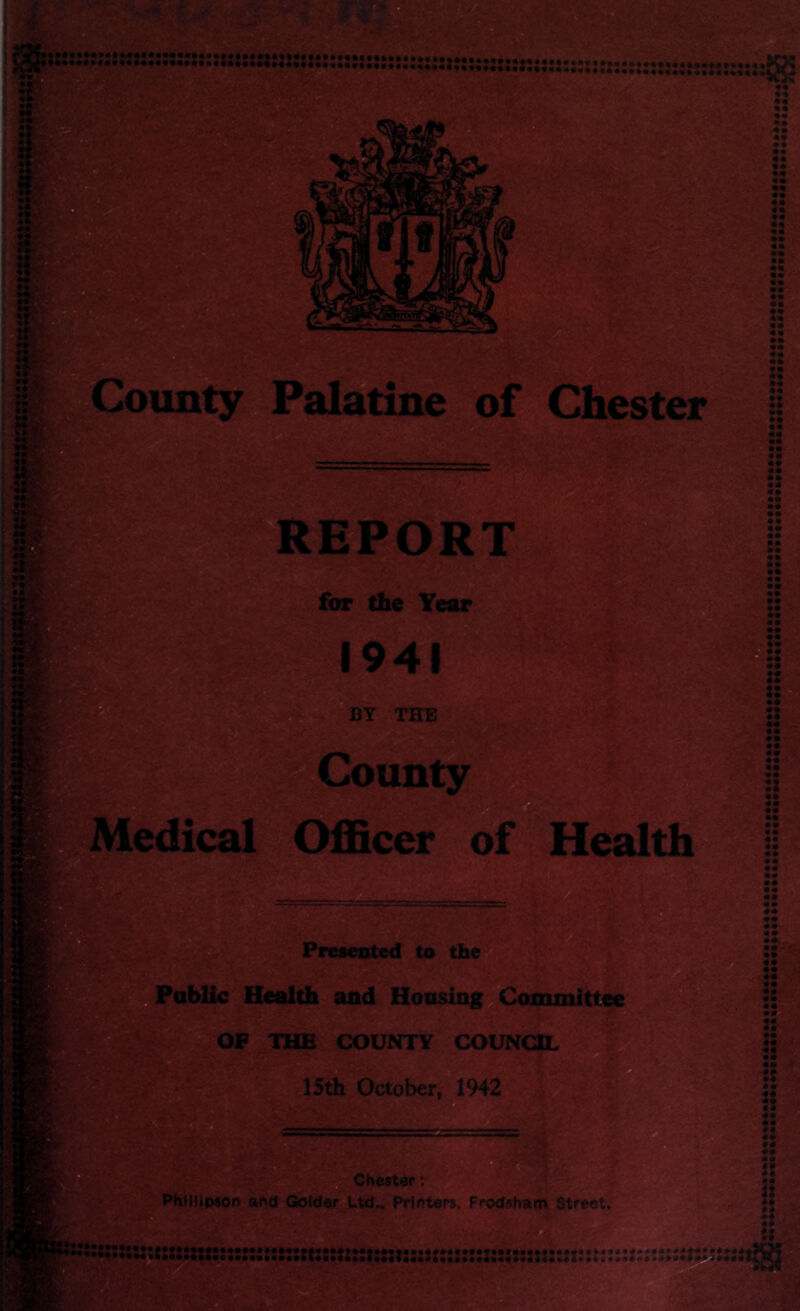 County Palatine of Chester
REPORT
for the Year
1941
BY THE
County
Medical Officer of Health
Presented to the
Public Health and Housing Committee
OF THE COUNTY COUNCIL
15th October, 1942
Chester:
Phillipson and Golder Ltd., Printers, Frodsham Street.